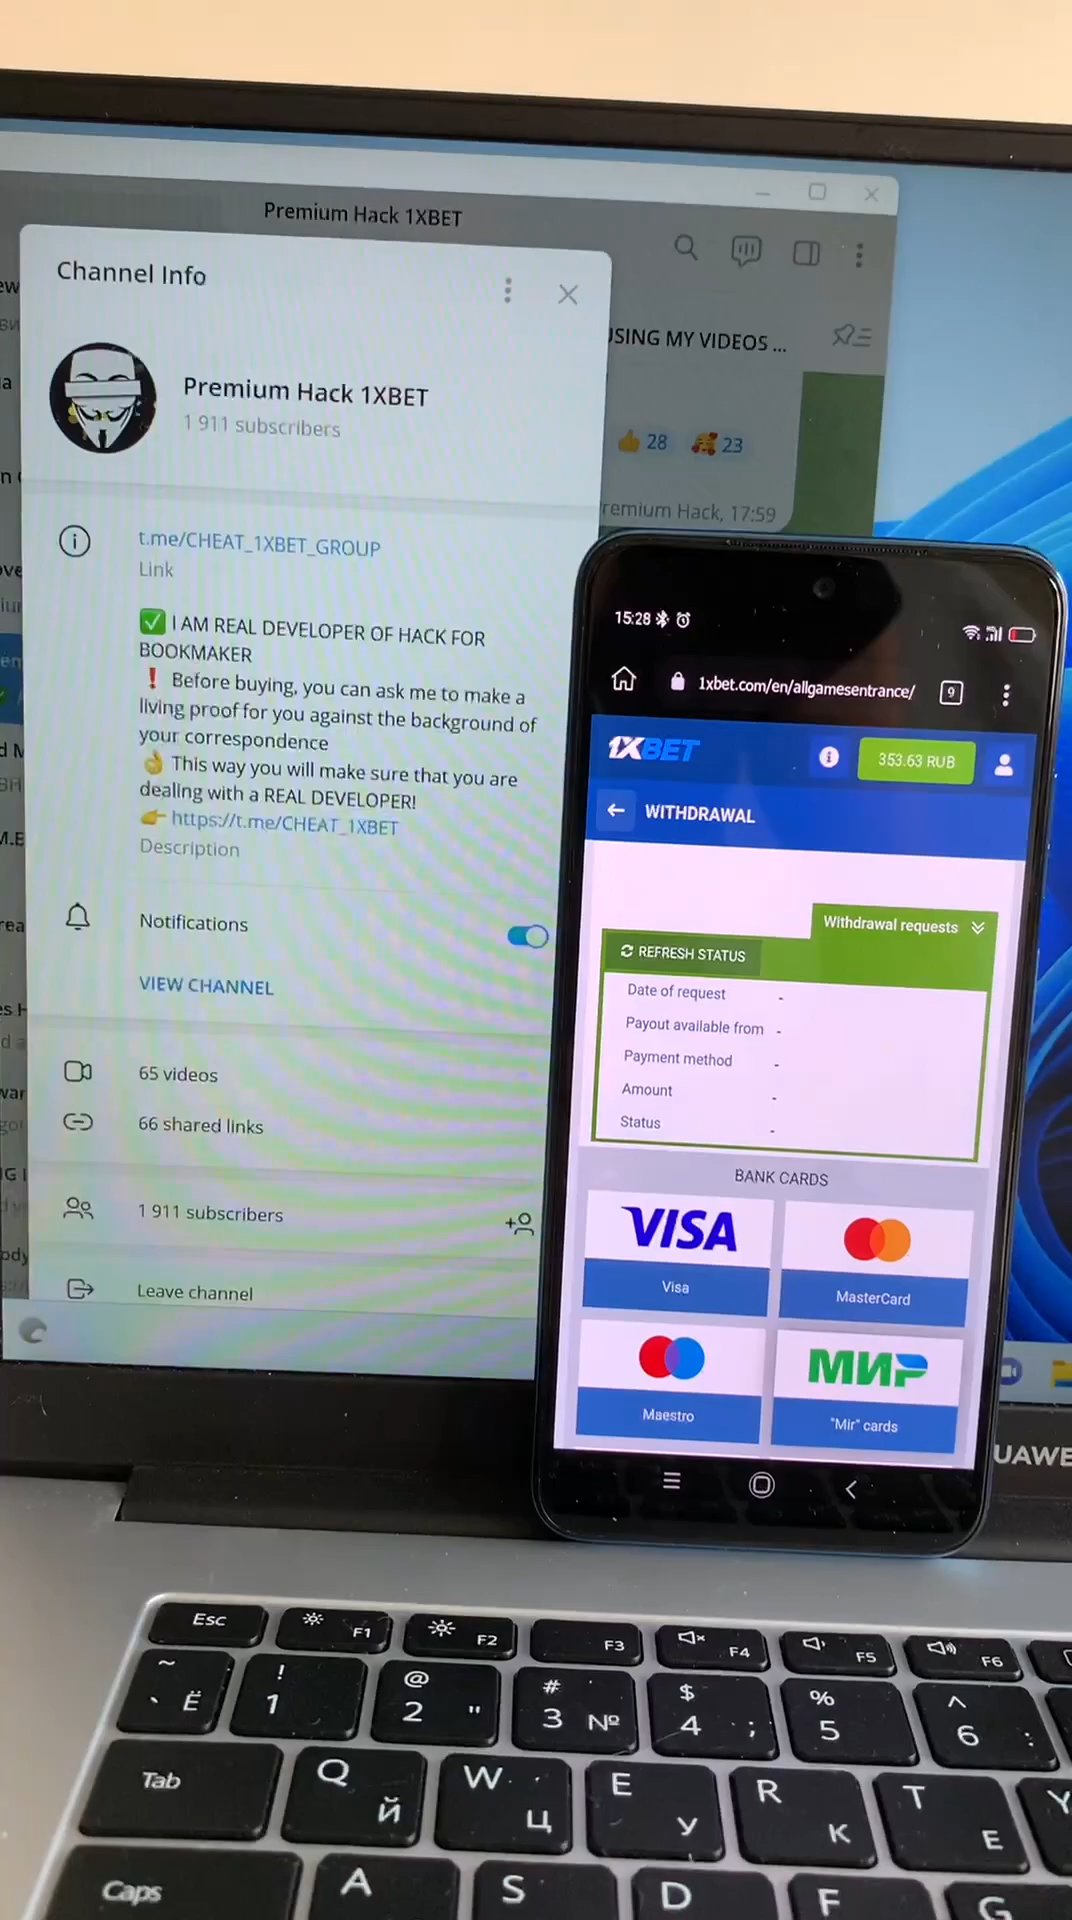 Premium Hack 1XBET
Channel Info
USING MY VIDEOS ...
Premium Hack 1XBET
1 911 subscribers
28
23
remium Hack, 17:59
t.me/CHEAT_1XBET_GROUP
Link
✅ I AM REAL DEVELOPER OF HACK FOR
BOOKMAKER
❗ Before buying, you can ask me to make a
living proof for you against the background of
your correspondence
👌 This way you will make sure that you are
dealing with a REAL DEVELOPER!
👉 https://t.me/CHEAT_1XBET
Description
Notifications
VIEW CHANNEL
65 videos
66 shared links
1 911 subscribers
Leave channel
15:28
1xbet.com/en/allgamesentrance/
9
1XBET
353.63 RUB
WITHDRAWAL
Withdrawal requests
REFRESH STATUS
Date of request -
Payout available from -
Payment method -
Amount -
Status -
BANK CARDS
VISA
Visa
MasterCard
Maestro
МИР
"Mir" cards
UAWE
Esc F1 F2 F3 F4 F5 F6
~ ` Ё ! 1 @ 2 " # 3 № $ 4 ; % 5 ^ 6 :
Tab Q Й W Ц E У R К T Е Y
Caps A S D F G